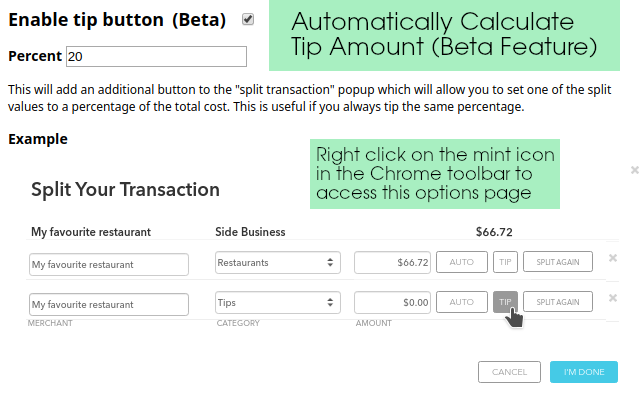 Enable tip button (Beta)
Automatically Calculate
Tip Amount (Beta Feature)
Percent 20
This will add an additional button to the "split transaction" popup which will allow you to set one of the split
values to a percentage of the total cost. This is useful if you always tip the same percentage.
Example
Right click on the mint icon
in the Chrome toolbar to
access this options page
Split Your Transaction
My favourite restaurant Side Business $66.72
My favourite restaurant Restaurants $66.72 AUTO TIP SPLIT AGAIN
My favourite restaurant Tips $0.00 AUTO TIP SPLIT AGAIN
MERCHANT CATEGORY AMOUNT
CANCEL I'M DONE